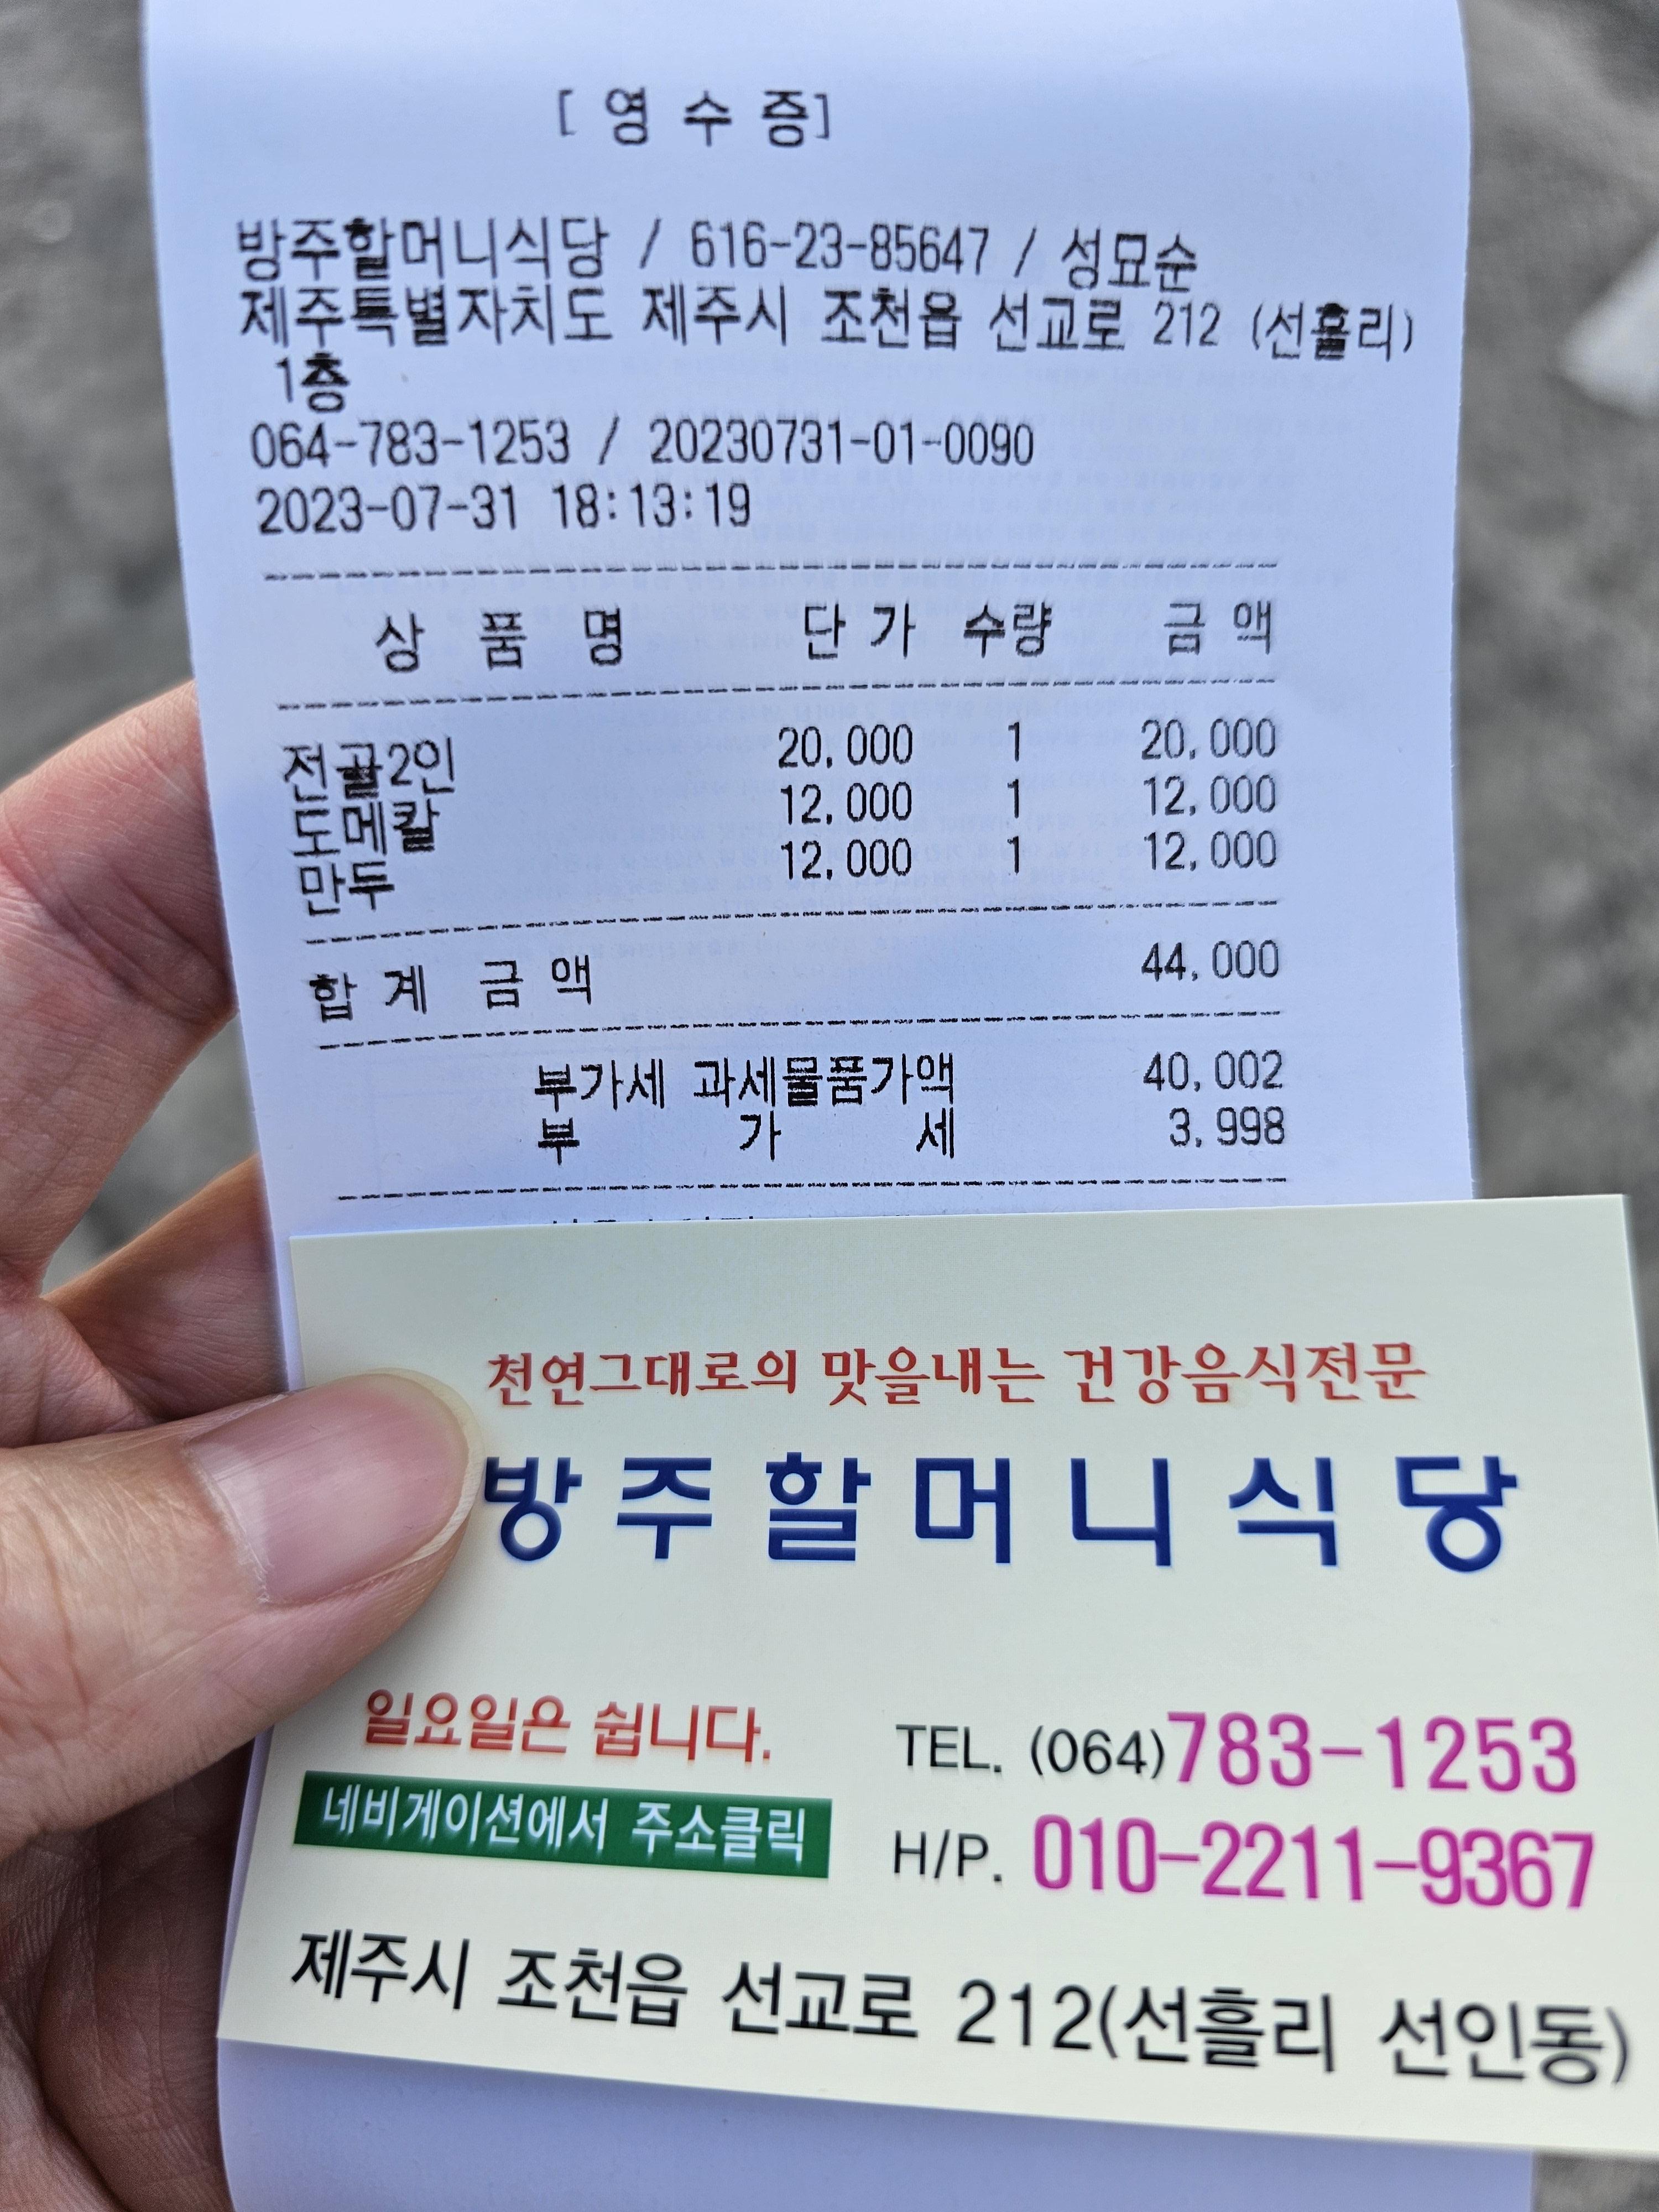 [ 영 수 증]
방주할머니식당 / 616-23-85647 / 성묘순
제주특별자치도 제주시 조천읍 선교로 212 (선흘리)
1층
064-783-1253 / 20230731-01-0090
2023-07-31 18:13:19
상 품 명 단 가 수량 금 액
전골2인 20,000 1 20,000
도메칼 12,000 1 12,000
만두 12,000 1 12,000
합 계 금 액 44,000
부가세 과세물품가액 40,002
부 가 세 3,998
천연그대로의 맛을내는 건강음식전문
방주할머니식당
일요일은 쉽니다.
네비게이션에서 주소클릭
TEL. (064)783-1253
H/P. 010-2211-9367
제주시 조천읍 선교로 212(선흘리 선인동)